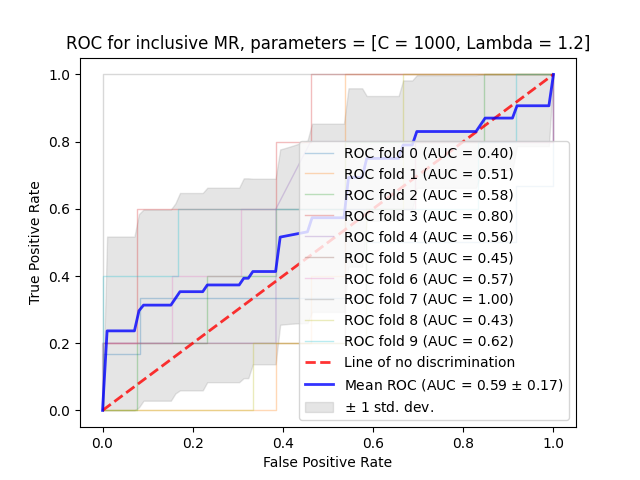 ROC for inclusive MR, parameters = [C = 1000, Lambda = 1.2]
True Positive Rate
1.0
0.8
0.6
0.4
0.2
0.0
ROC fold 0 (AUC = 0.40)
ROC fold 1 (AUC = 0.51)
ROC fold 2 (AUC = 0.58)
ROC fold 3 (AUC = 0.80)
ROC fold 4 (AUC = 0.56)
ROC fold 5 (AUC = 0.45)
ROC fold 6 (AUC = 0.57)
ROC fold 7 (AUC = 1.00)
ROC fold 8 (AUC = 0.43)
ROC fold 9 (AUC = 0.62)
Line of no discrimination
Mean ROC (AUC = 0.59 ± 0.17)
± 1 std. dev.
0.0 0.2 0.4 0.6 0.8 1.0
False Positive Rate